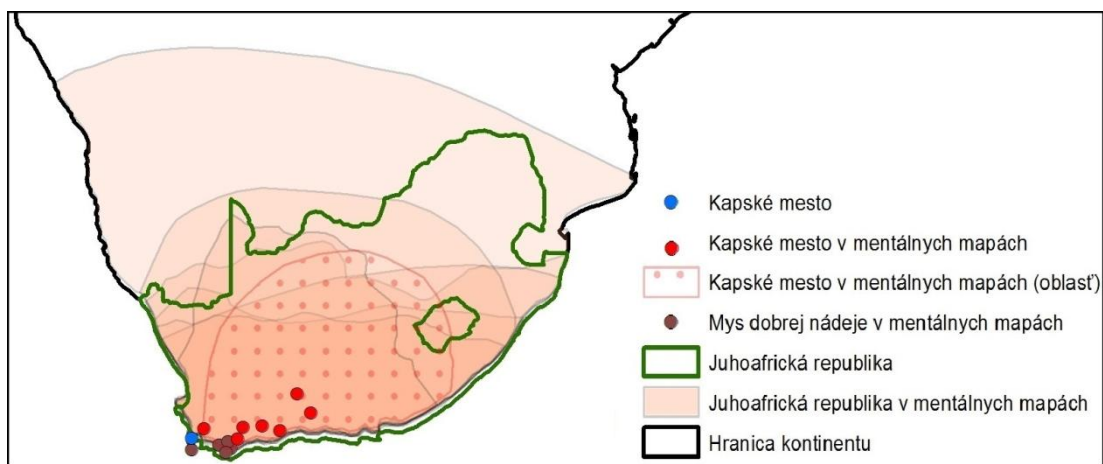 Kapské mesto
Kapské mesto v mentálnych mapách
Kapské mesto v mentálnych mapách (oblasť)
Mys dobrej nádeje v mentálnych mapách
Juhoafrická republika
Juhoafrická republika v mentálnych mapách
Hranica kontinentu